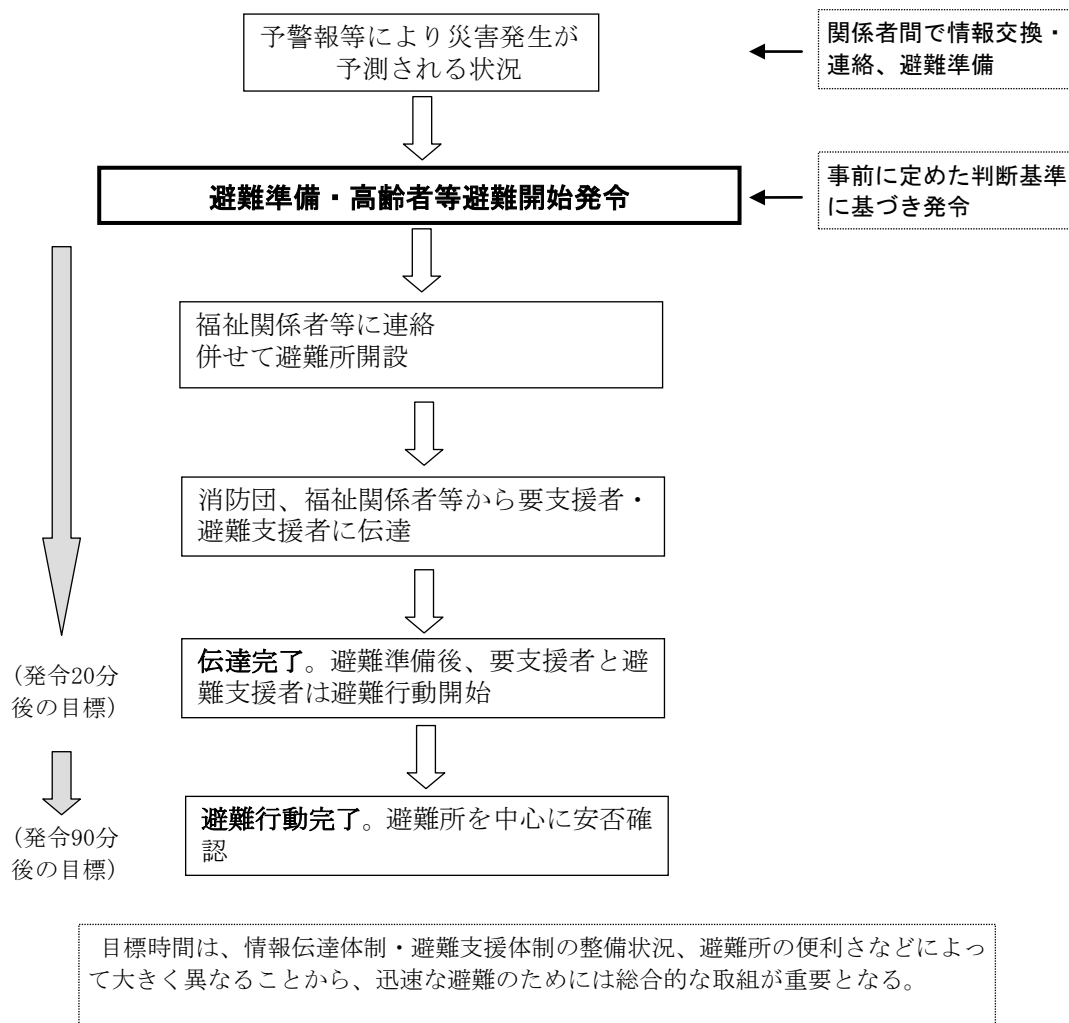 予警報等により災害発生が
予測される状況
関係者間で情報交換・
連絡、避難準備
避難準備・高齢者等避難開始発令
事前に定めた判断基準
に基づき発令
福祉関係者等に連絡
併せて避難所開設
消防団、福祉関係者等から要支援者・
避難支援者に伝達
伝達完了。避難準備後、要支援者と避
難支援者は避難行動開始
(発令20分
後の目標)
避難行動完了。避難所を中心に安否確
認
(発令90分
後の目標)
目標時間は、情報伝達体制・避難支援体制の整備状況、避難所の便利さなどによっ
て大きく異なることから、迅速な避難のためには総合的な取組が重要となる。